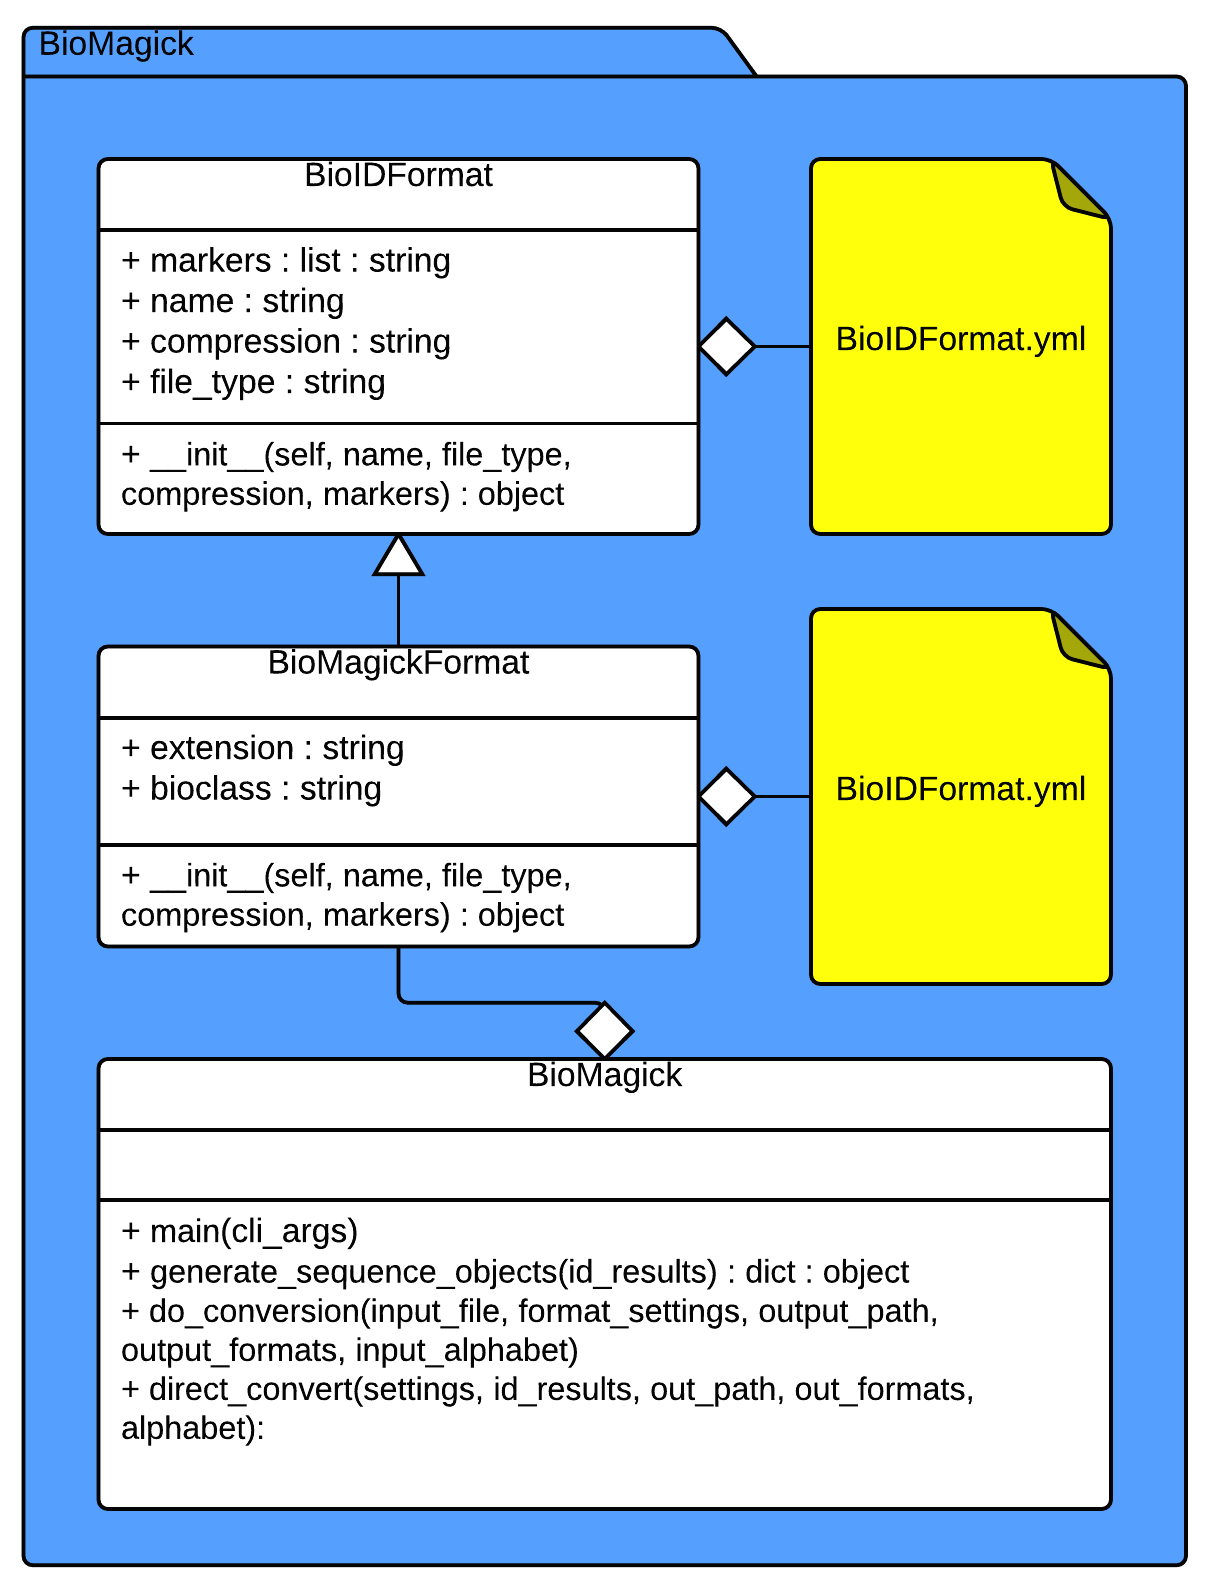 BioMagick
BioIDFormat
+ markers : list : string
+ name : string
+ compression : string
+ file_type : string
+ __init__(self, name, file_type,
compression, markers) : object
BioIDFormat.yml
BioMagickFormat
+ extension : string
+ bioclass : string
+ __init__(self, name, file_type,
compression, markers) : object
BioIDFormat.yml
BioMagick
+ main(cli_args)
+ generate_sequence_objects(id_results) : dict : object
+ do_conversion(input_file, format_settings, output_path,
output_formats, input_alphabet)
+ direct_convert(settings, id_results, out_path, out_formats,
alphabet):